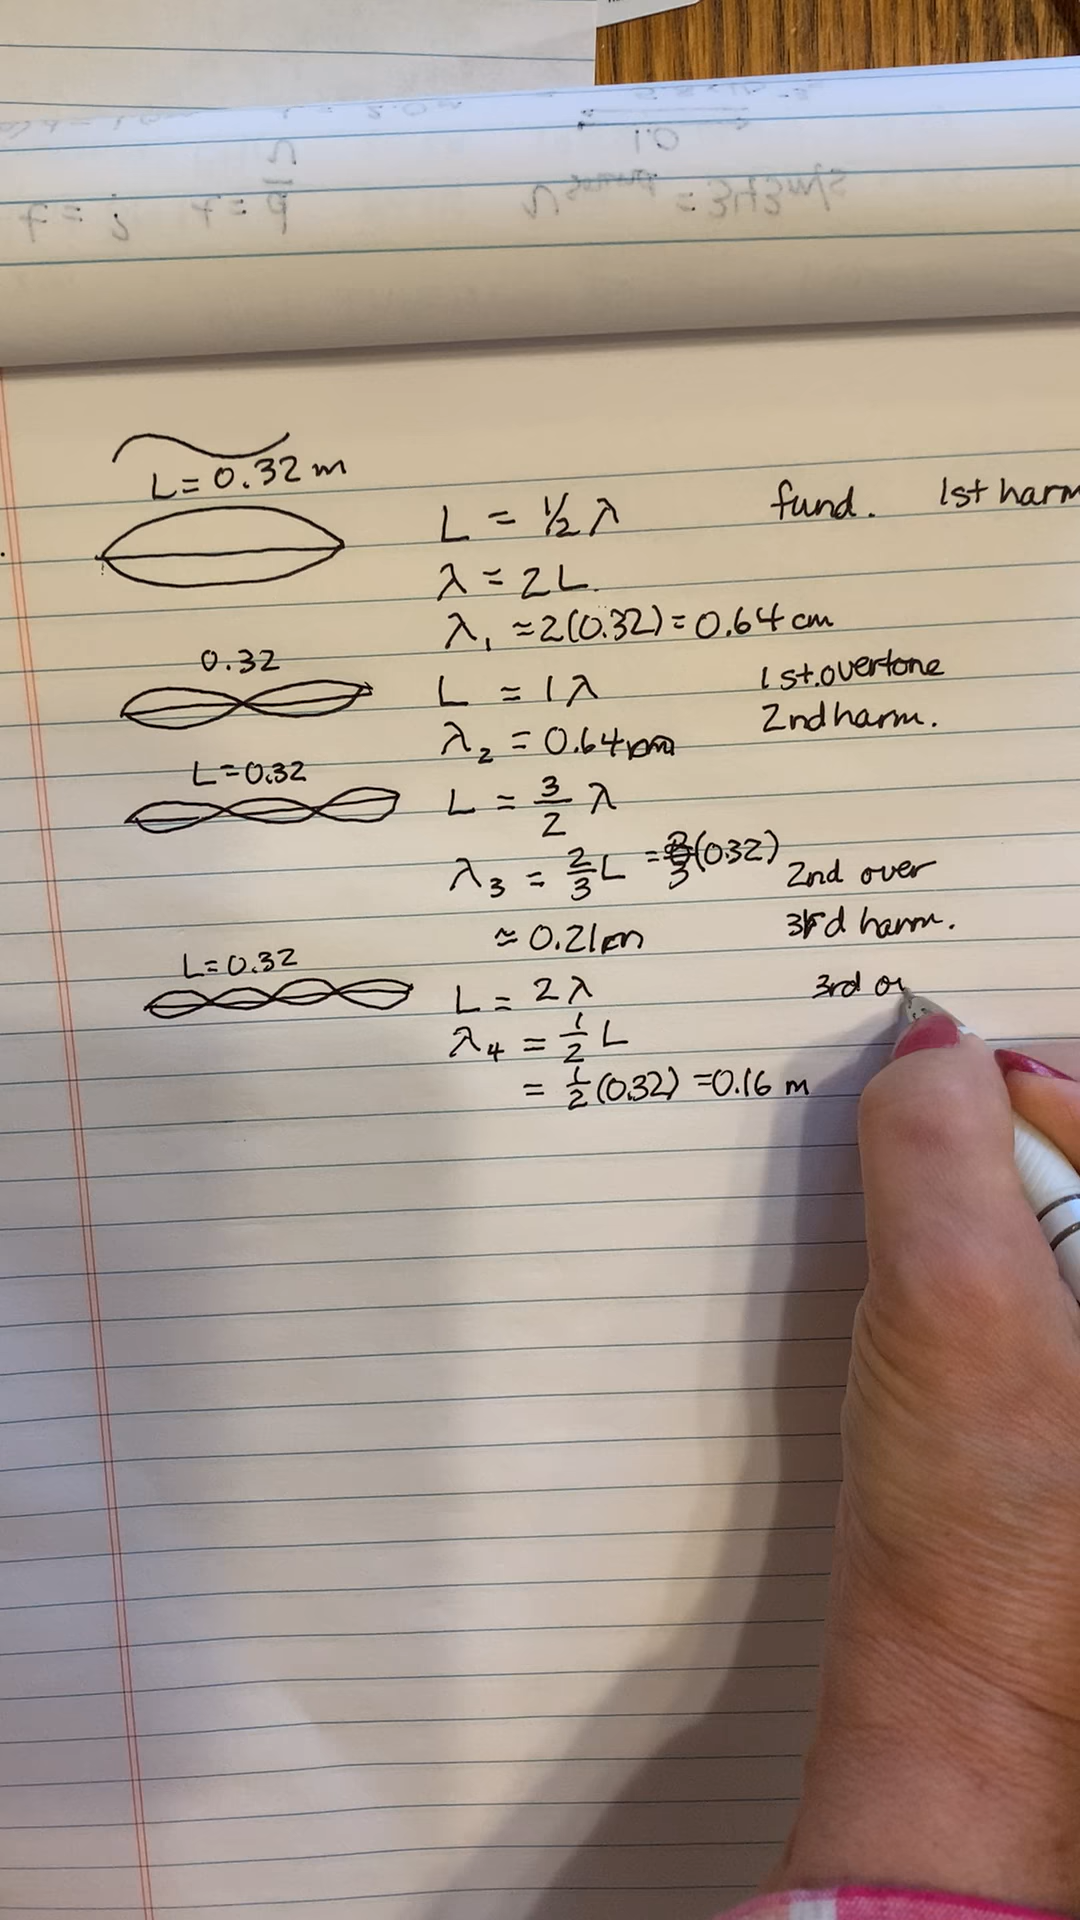 L = 0.32 m
L = ½ λ fund. 1st harm
λ = 2 L
λ₁ ≈ 2(0.32) = 0.64 cm
0.32
L = 1 λ 1st overtone
λ₂ = 0.64 2nd harm.
L = 0.32
L = 3/2 λ
λ₃ = 2/3 L = /3 (0.32) 2nd over
≈ 0.21 3rd harm.
L = 0.32
L = 2 λ 3rd ov
λ₄ = 1/2 L
= 1/2 (0.32) = 0.16 m